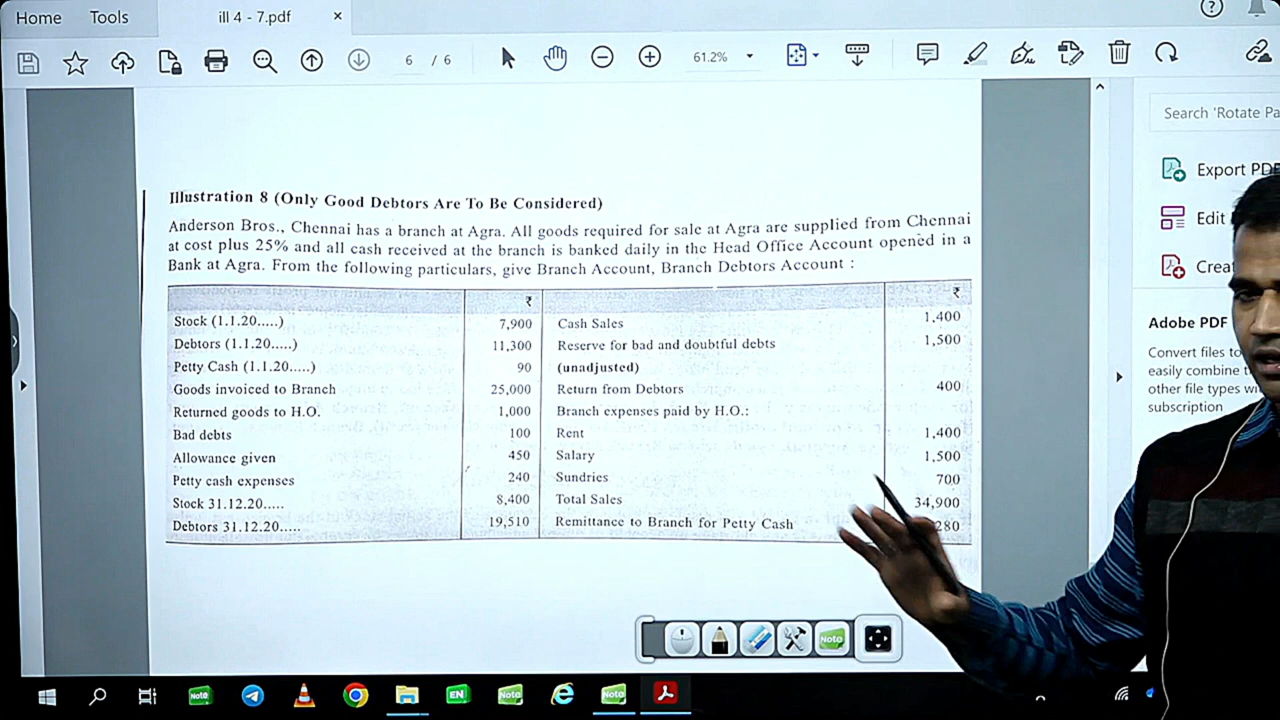 Home Tools ill 4 - 7.pdf ×
6 / 6 61.2%
Search 'Rotate Pa
Export PDF
Edit
Adobe PDF
Convert files to
easily combine
other file types wi
subscription
Illustration 8 (Only Good Debtors Are To Be Considered)
Anderson Bros., Chennai has a branch at Agra. All goods required for sale at Agra are supplied from Chennai
at cost plus 25% and all cash received at the branch is banked daily in the Head Office Account opened in a
Bank at Agra. From the following particulars, give Branch Account, Branch Debtors Account :
₹ ₹
Stock (1.1.20.....) 7,900 Cash Sales 1,400
Debtors (1.1.20.....) 11,300 Reserve for bad and doubtful debts 1,500
Petty Cash (1.1.20.....) 90 (unadjusted)
Goods invoiced to Branch 25,000 Return from Debtors 400
Returned goods to H.O. 1,000 Branch expenses paid by H.O.:
Bad debts 100 Rent 1,400
Allowance given 450 Salary 1,500
Petty cash expenses 240 Sundries 700
Stock 31.12.20..... 8,400 Total Sales 34,900
Debtors 31.12.20..... 19,510 Remittance to Branch for Petty Cash 280
Note
Note EN Note Note